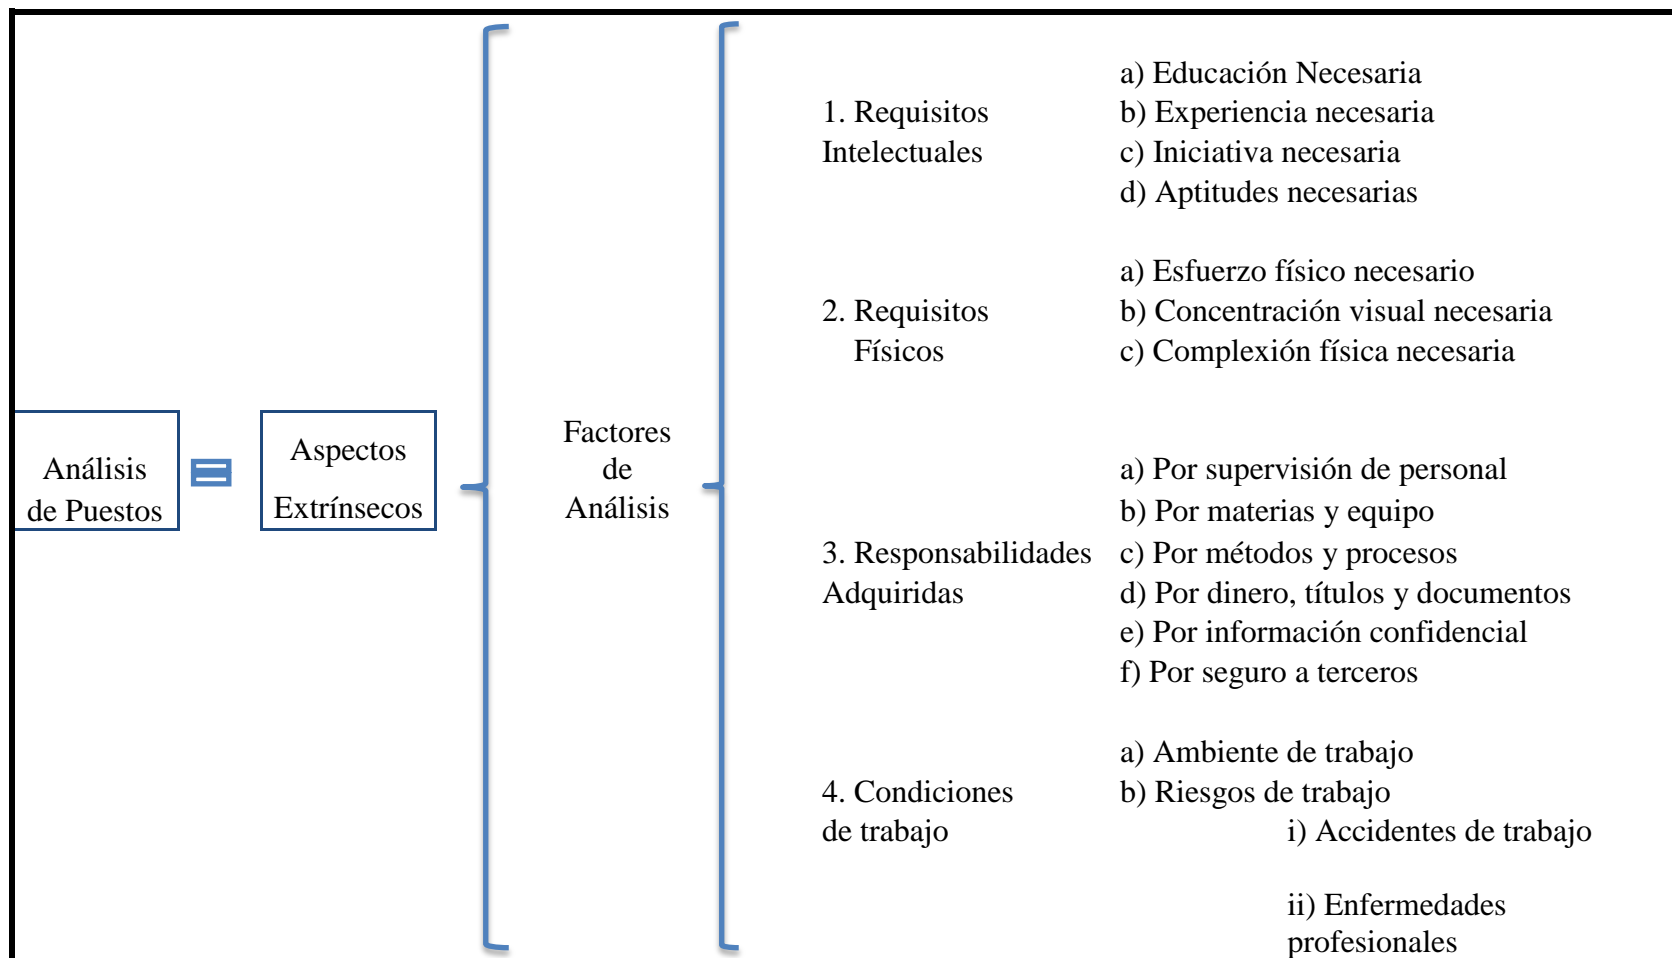 Análisis
de Puestos
Aspectos
Extrínsecos
Factores
de
Análisis
1. Requisitos
Intelectuales
a) Educación Necesaria
b) Experiencia necesaria
c) Iniciativa necesaria
d) Aptitudes necesarias
2. Requisitos
Físicos
a) Esfuerzo físico necesario
b) Concentración visual necesaria
c) Complexión física necesaria
3. Responsabilidades
Adquiridas
a) Por supervisión de personal
b) Por materias y equipo
c) Por métodos y procesos
d) Por dinero, títulos y documentos
e) Por información confidencial
f) Por seguro a terceros
4. Condiciones
de trabajo
a) Ambiente de trabajo
b) Riesgos de trabajo
i) Accidentes de trabajo
ii) Enfermedades
profesionales